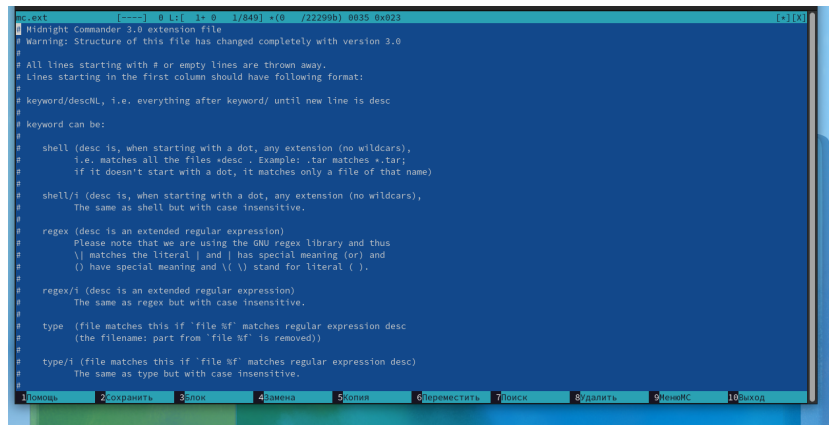 mc.ext [----] 0 L:[ 1+ 0 1/849] *(0 /22299b) 0035 0x023 [*][X]
# Midnight Commander 3.0 extension file
# Warning: Structure of this file has changed completely with version 3.0
#
# All lines starting with # or empty lines are thrown away.
# Lines starting in the first column should have following format:
#
# keyword/descNL, i.e. everything after keyword/ until new line is desc
#
# keyword can be:
#
# shell (desc is, when starting with a dot, any extension (no wildcars),
# i.e. matches all the files *desc . Example: .tar matches *.tar;
# if it doesn't start with a dot, it matches only a file of that name)
#
# shell/i (desc is, when starting with a dot, any extension (no wildcars),
# The same as shell but with case insensitive.
#
# regex (desc is an extended regular expression)
# Please note that we are using the GNU regex library and thus
# \| matches the literal | and | has special meaning (or) and
# () have special meaning and \( \) stand for literal ( ).
#
# regex/i (desc is an extended regular expression)
# The same as regex but with case insensitive.
#
# type (file matches this if `file %f` matches regular expression desc
# (the filename: part from `file %f` is removed))
#
# type/i (file matches this if `file %f` matches regular expression desc)
# The same as type but with case insensitive.
#
1Помощь 2Сохранить 3Блок 4Замена 5Копия 6Переместить 7Поиск 8Удалить 9МенюМС 10Выход